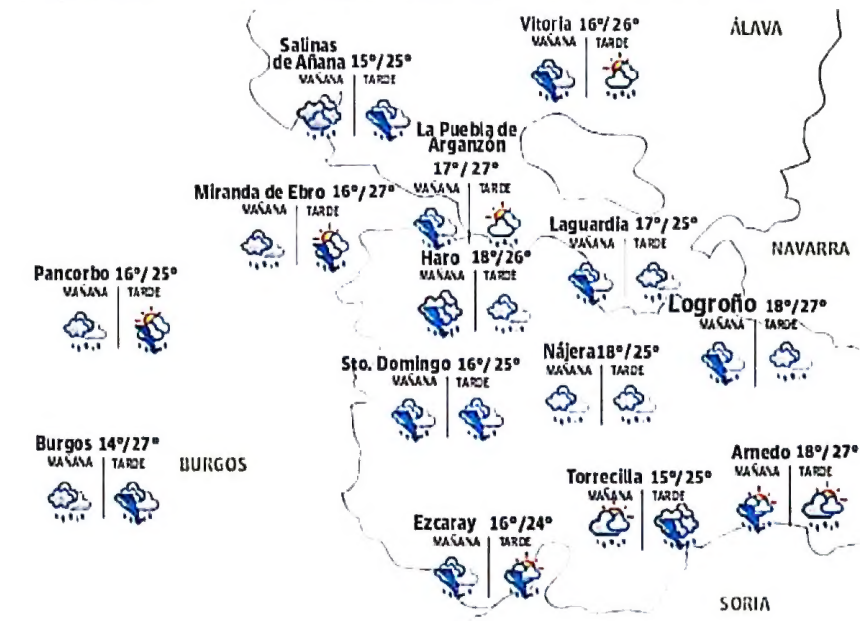 Vitoria 16°/26°
MAÑANA TARDE
ÁLAVA
Salinas
de Añana 15°/25°
MAÑANA TARDE
La Puebla de
Arganzón
17°/27°
MAÑANA TARDE
Miranda de Ebro 16°/27°
MAÑANA TARDE
Laguardia 17°/25°
MAÑANA TARDE
NAVARRA
Haro 18°/26°
MAÑANA TARDE
Pancorbo 16°/25°
MAÑANA TARDE
Logroño 18°/27°
MAÑANA TARDE
Sto. Domingo 16°/25°
MAÑANA TARDE
Nájera 18°/25°
MAÑANA TARDE
Burgos 14°/27°
MAÑANA TARDE
BURGOS
Arnedo 18°/27°
MAÑANA TARDE
Torrecilla 15°/25°
MAÑANA TARDE
Ezcaray 16°/24°
MAÑANA TARDE
SORIA